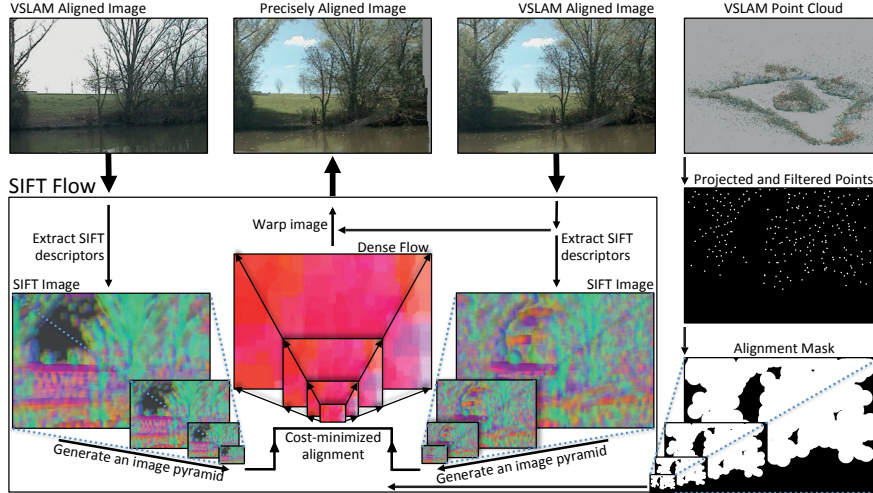 VSLAM Aligned Image
Precisely Aligned Image
VSLAM Aligned Image
VSLAM Point Cloud
SIFT Flow
Projected and Filtered Points
Warp image
Extract SIFT
descriptors
Dense Flow
Extract SIFT
descriptors
SIFT Image
SIFT Image
Alignment Mask
Cost-minimized
alignment
Generate an image pyramid
Generate an image pyramid